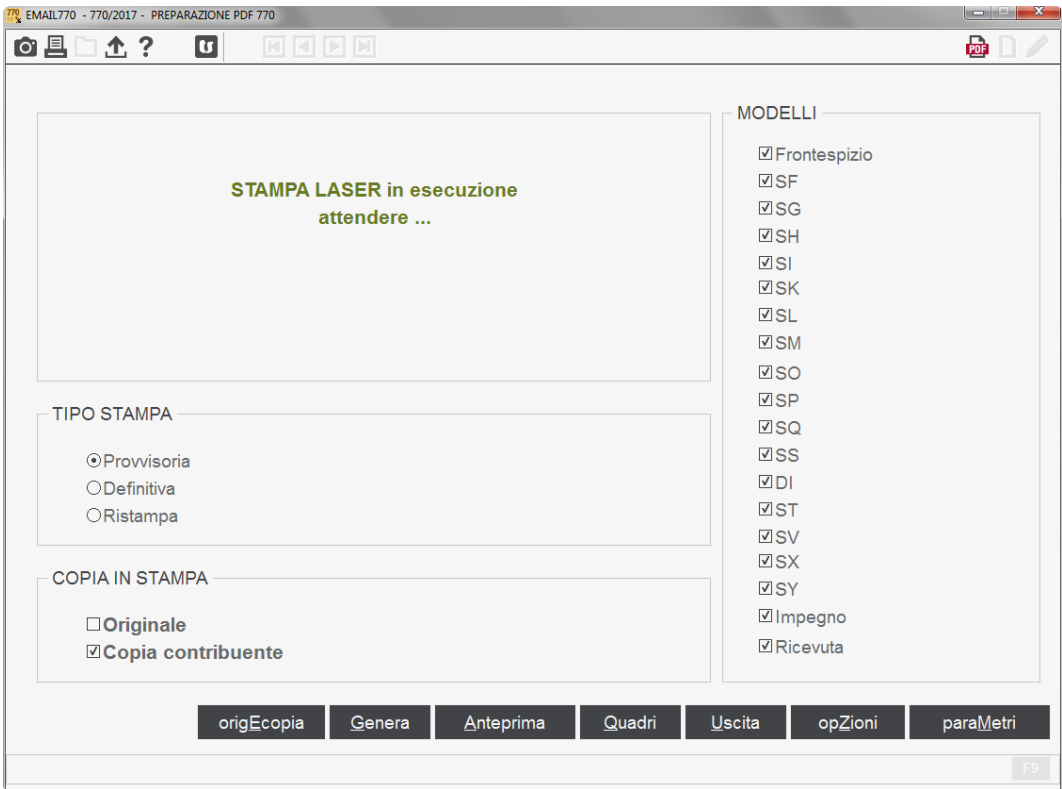 EMAIL770 - 770/2017 - PREPARAZIONE PDF 770
PDF
STAMPA LASER in esecuzione
attendere ...
TIPO STAMPA
Provvisoria
Definitiva
Ristampa
COPIA IN STAMPA
Originale
Copia contribuente
MODELLI
Frontespizio
SF
SG
SH
SI
SK
SL
SM
SO
SP
SQ
SS
DI
ST
SV
SX
SY
Impegno
Ricevuta
origEcopia Genera Anteprima Quadri Uscita opZioni paraMetri
F9